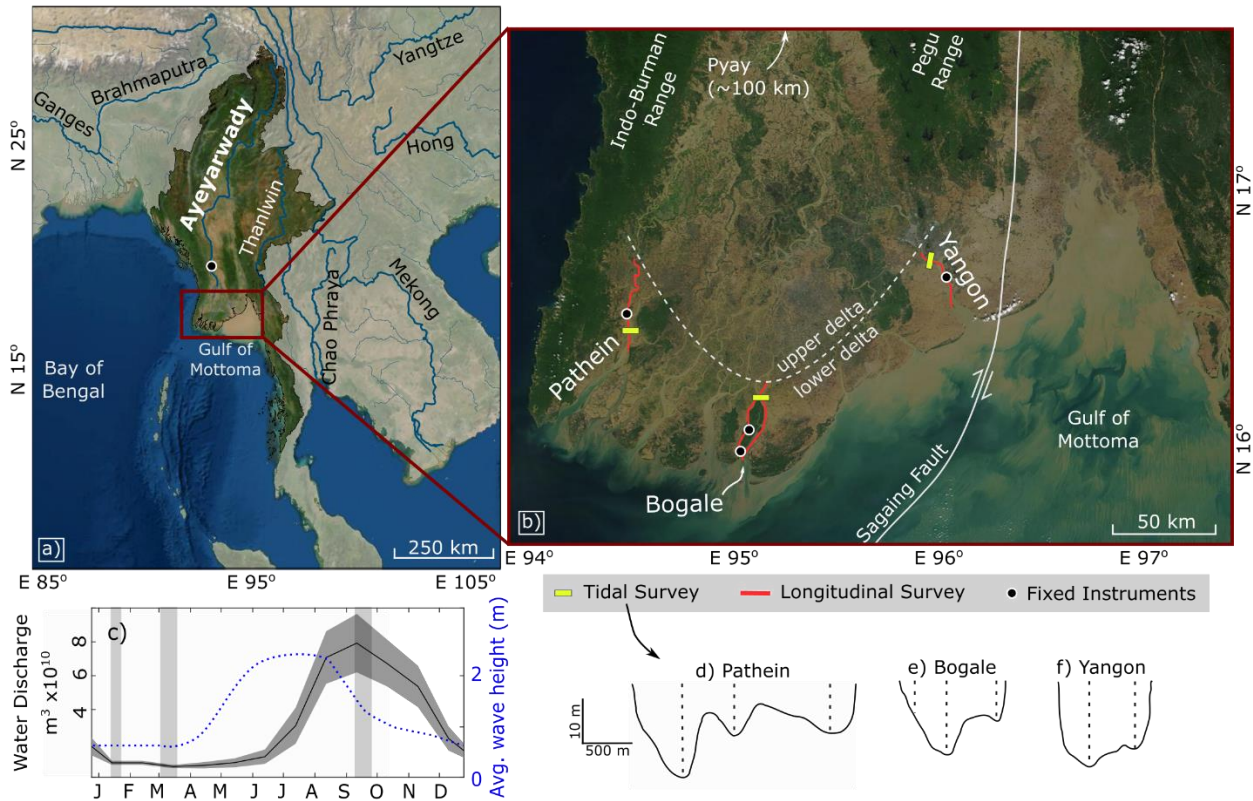 Yangtze
Brahmaputra
Ganges
N 25°
Ayeyarwady
Hong
Thanlwin
Mekong
Chao Phraya
N 15°
Gulf of
Mottoma
Bay of
Bengal
a)
250 km
E 85°
E 95°
E 105°
Pyay
(~100 km)
Indo-Burman
Range
Pegu
Range
N 17°
Yangon
upper delta
lower delta
Pathein
Gulf of
Mottoma
N 16°
Bogale
Sagaing Fault
b)
50 km
E 94°
E 95°
E 96°
E 97°
Tidal Survey
Longitudinal Survey
Fixed Instruments
c)
Water Discharge
m³ x10¹⁰
8
6
4
Avg. wave height (m)
2
0
J F M A M J J A S O N D
d) Pathein
e) Bogale
f) Yangon
10 m
500 m